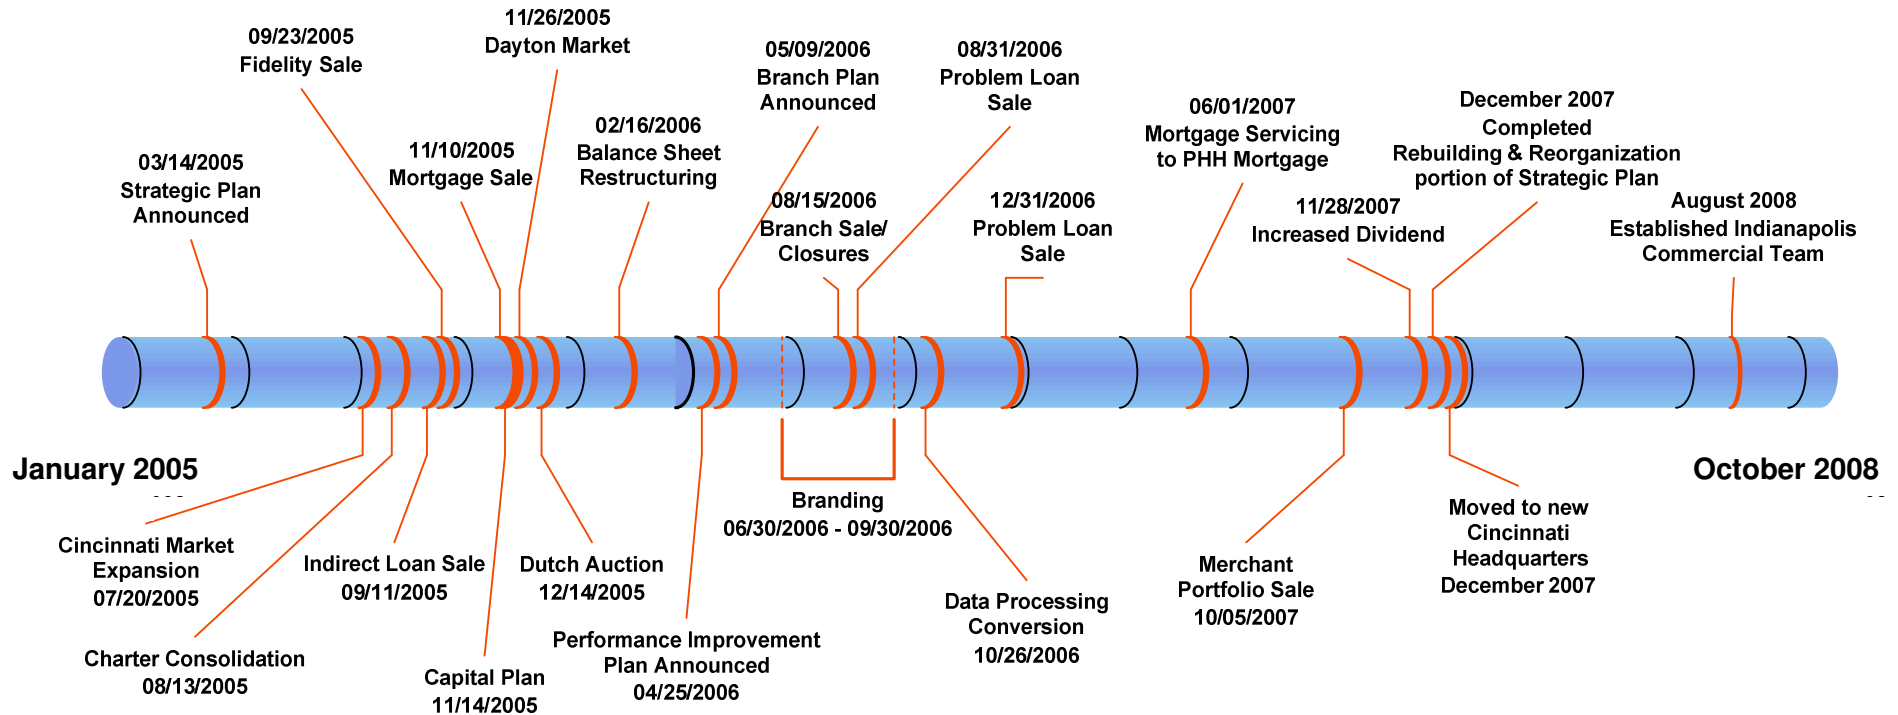 11/26/2005
Dayton Market
09/23/2005
Fidelity Sale
05/09/2006
Branch Plan
Announced
08/31/2006
Problem Loan
Sale
06/01/2007
Mortgage Servicing
to PHH Mortgage
December 2007
Completed
Rebuilding & Reorganization
portion of Strategic Plan
02/16/2006
Balance Sheet
Restructuring
11/10/2005
Mortgage Sale
03/14/2005
Strategic Plan
Announced
08/15/2006
Branch Sale/
Closures
12/31/2006
Problem Loan
Sale
11/28/2007
Increased Dividend
August 2008
Established Indianapolis
Commercial Team
January 2005
October 2008
Cincinnati Market
Expansion
07/20/2005
Charter Consolidation
08/13/2005
Indirect Loan Sale
09/11/2005
Capital Plan
11/14/2005
Dutch Auction
12/14/2005
Performance Improvement
Plan Announced
04/25/2006
Branding
06/30/2006 - 09/30/2006
Data Processing
Conversion
10/26/2006
Merchant
Portfolio Sale
10/05/2007
Moved to new
Cincinnati
Headquarters
December 2007